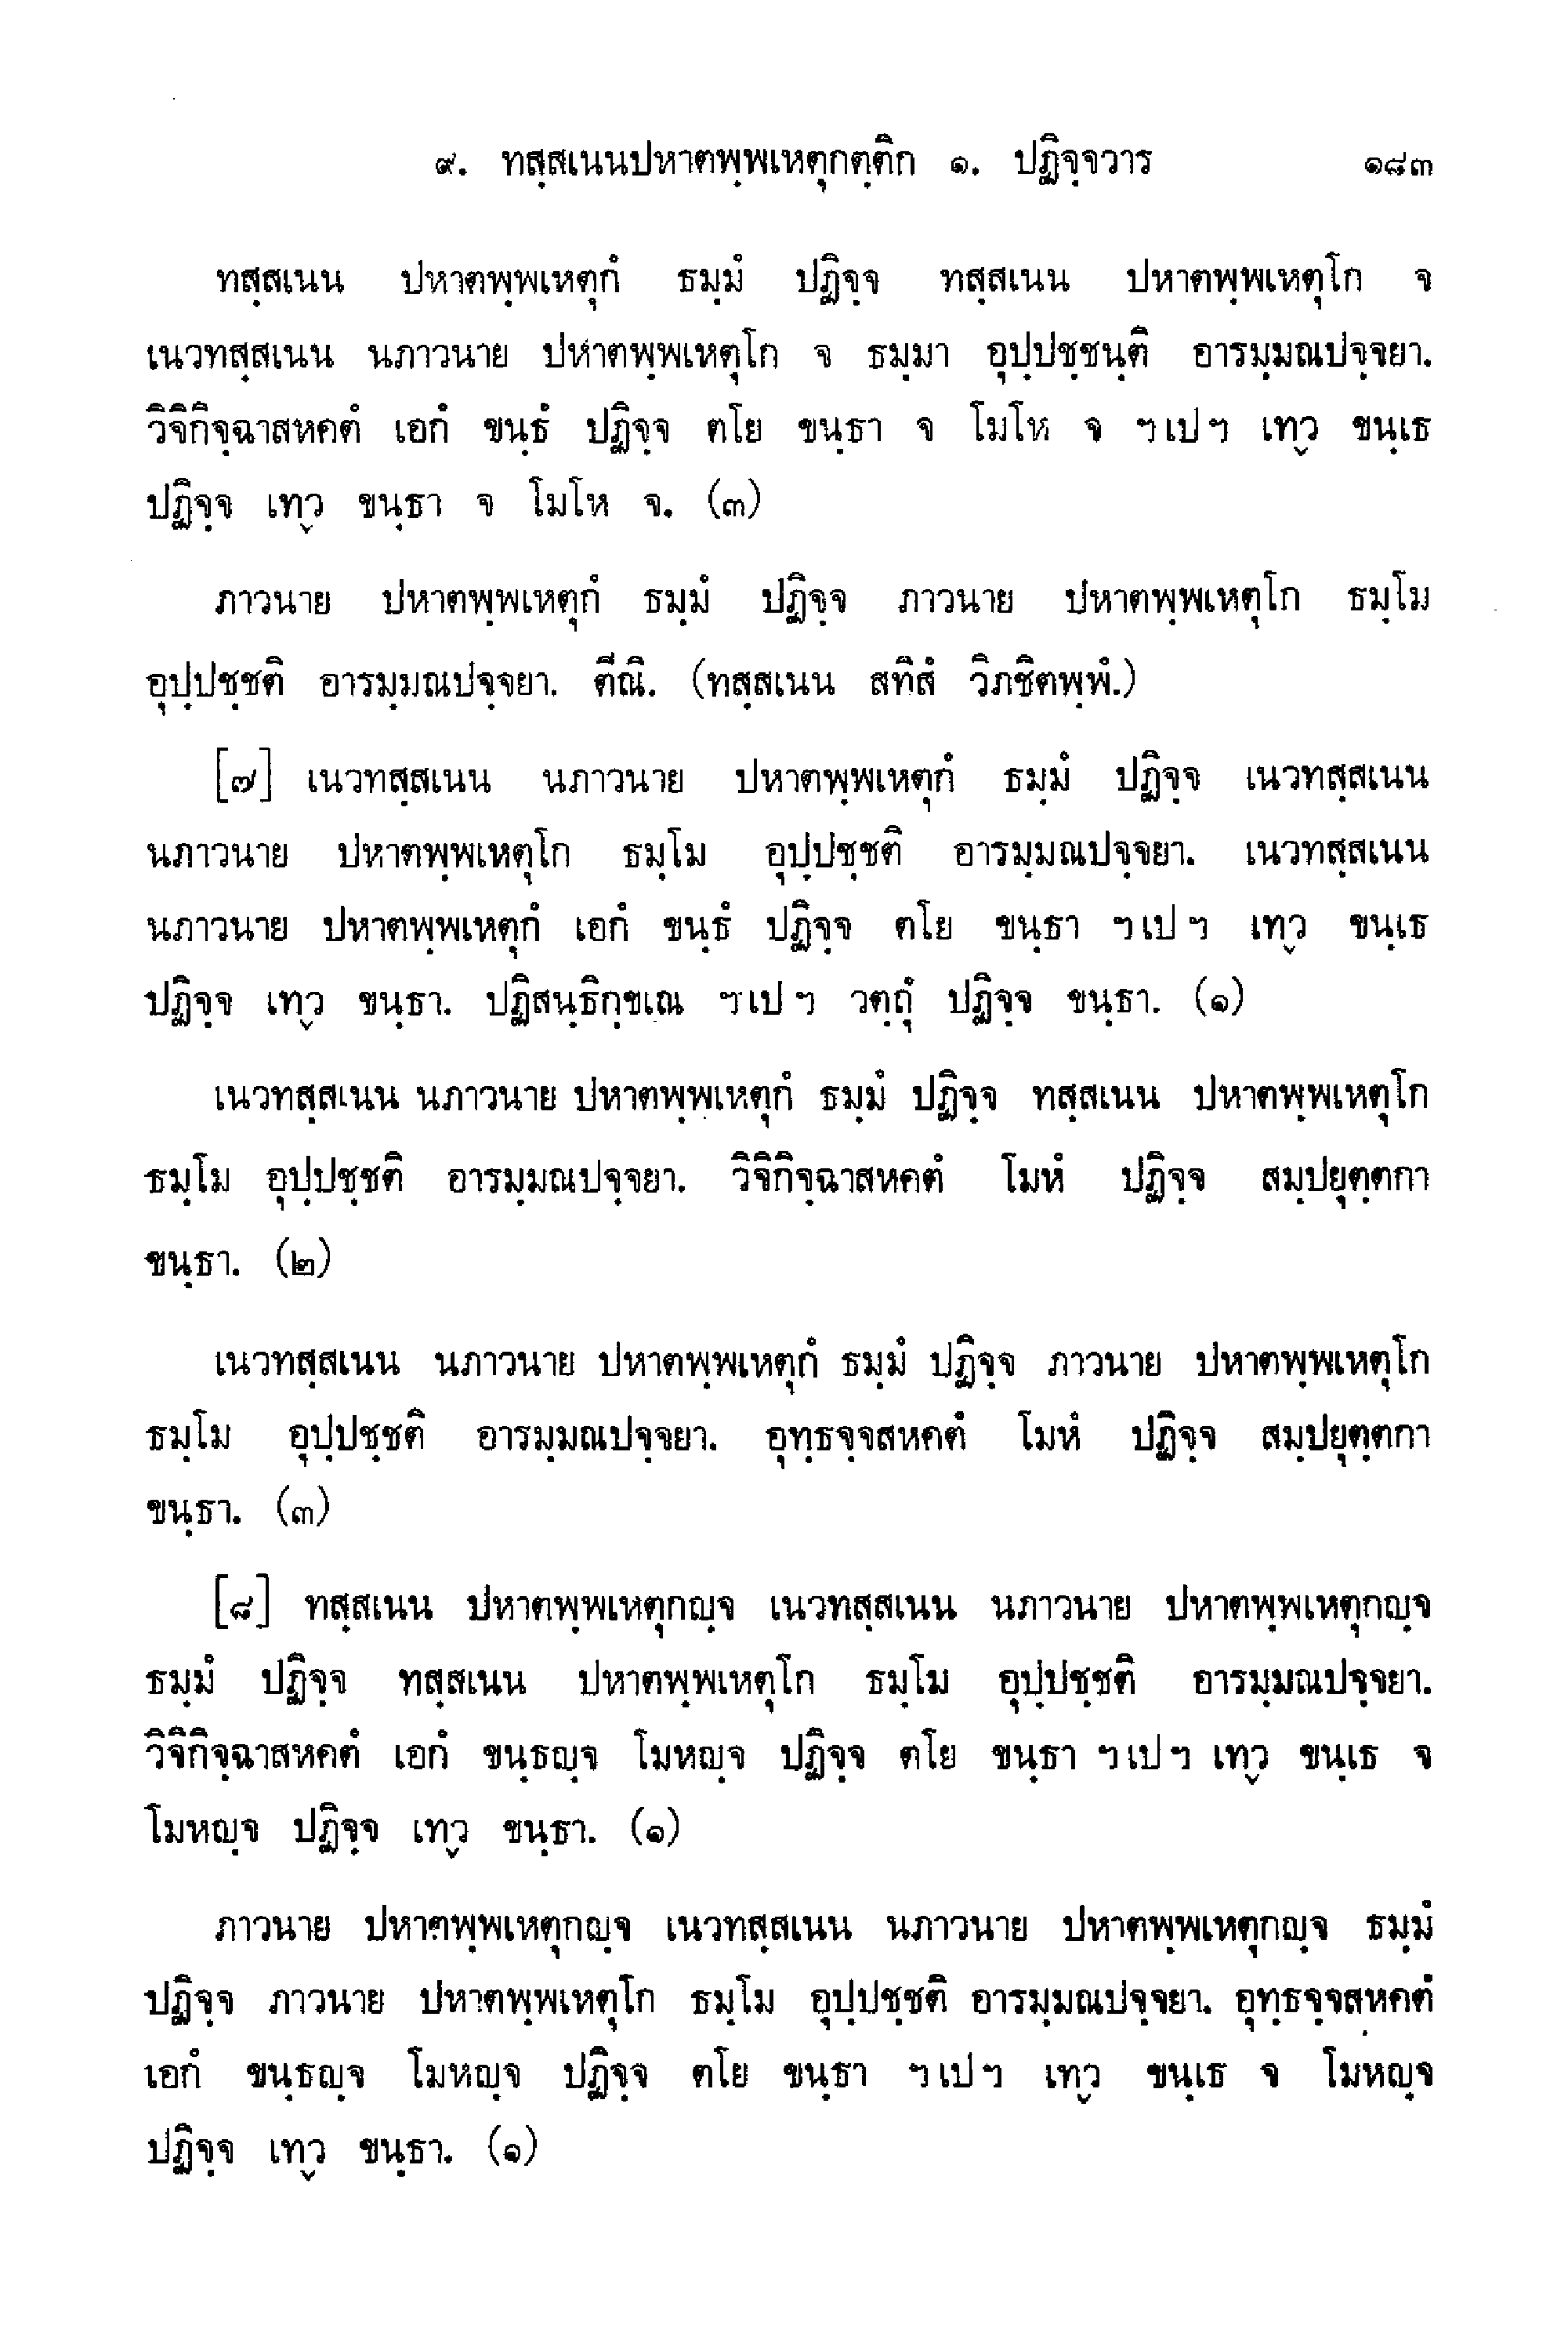 ๙. ทสฺสเนนปหาตพฺพเหตุกตฺติก ๑. ปฏิจฺจวาร ๑๘๓
ทสฺสเนน ปหาตพฺพเหตุกํ ธมฺมํ ปฏิจฺจ ทสฺสเนน ปหาตพฺพเหตุโก จ
เนวทสฺสเนน นภาวนาย ปหาตพฺพเหตุโก จ ธมฺมา อุปฺปชฺชนฺติ อารมฺมณปจฺจยา.
วิจิกิจฺฉาสหคตํ เอกํ ขนฺธํ ปฏิจฺจ ตโย ขนฺธา จ โมโห จ ฯ เป ฯ เทฺว ขนฺเธ
ปฏิจฺจ เทฺว ขนฺธา จ โมโห จ. (๓)
ภาวนาย ปหาตพฺพเหตุกํ ธมฺมํ ปฏิจฺจ ภาวนาย ปหาตพฺพเหตุโก ธมฺโม
อุปฺปชฺชติ อารมฺมณปจฺจยา. ตีณิ. (ทสฺสเนน สทิสํ วิภชิตพฺพํ.)
[๗] เนวทสฺสเนน นภาวนาย ปหาตพฺพเหตุกํ ธมฺมํ ปฏิจฺจ เนวทสฺสเนน
นภาวนาย ปหาตพฺพเหตุโก ธมฺโม อุปฺปชฺชติ อารมฺมณปจฺจยา. เนวทสฺสเนน
นภาวนาย ปหาตพฺพเหตุกํ เอกํ ขนฺธํ ปฏิจฺจ ตโย ขนฺธา ฯ เป ฯ เทฺว ขนฺเธ
ปฏิจฺจ เทฺว ขนฺธา. ปฏิสนฺธิกฺขเณ ฯ เป ฯ วตฺถุํ ปฏิจฺจ ขนฺธา. (๑)
เนวทสฺสเนน นภาวนาย ปหาตพฺพเหตุกํ ธมฺมํ ปฏิจฺจ ทสฺสเนน ปหาตพฺพเหตุโก
ธมฺโม อุปฺปชฺชติ อารมฺมณปจฺจยา. วิจิกิจฺฉาสหคตํ โมหํ ปฏิจฺจ สมฺปยุตฺตกา
ขนฺธา. (๒)
เนวทสฺสเนน นภาวนาย ปหาตพฺพเหตุกํ ธมฺมํ ปฏิจฺจ ภาวนาย ปหาตพฺพเหตุโก
ธมฺโม อุปฺปชฺชติ อารมฺมณปจฺจยา. อุทฺธจฺจสหคตํ โมหํ ปฏิจฺจ สมฺปยุตฺตกา
ขนฺธา. (๓)
[๘] ทสฺสเนน ปหาตพฺพเหตุกญฺจ เนวทสฺสเนน นภาวนาย ปหาตพฺพเหตุกญฺจ
ธมฺมํ ปฏิจฺจ ทสฺสเนน ปหาตพฺพเหตุโก ธมฺโม อุปฺปชฺชติ อารมฺมณปจฺจยา.
วิจิกิจฺฉาสหคตํ เอกํ ขนฺธญฺจ โมหญฺจ ปฏิจฺจ ตโย ขนฺธา ฯ เป ฯ เทฺว ขนฺเธ จ
โมหญฺจ ปฏิจฺจ เทฺว ขนฺธา. (๑)
ภาวนาย ปหาตพฺพเหตุกญฺจ เนวทสฺสเนน นภาวนาย ปหาตพฺพเหตุกญฺจ ธมฺมํ
ปฏิจฺจ ภาวนาย ปหาตพฺพเหตุโก ธมฺโม อุปฺปชฺชติ อารมฺมณปจฺจยา. อุทฺธจฺจสหคตํ
เอกํ ขนฺธญฺจ โมหญฺจ ปฏิจฺจ ตโย ขนฺธา ฯ เป ฯ เทฺว ขนฺเธ จ โมหญฺจ
ปฏิจฺจ เทฺว ขนฺธา. (๑)